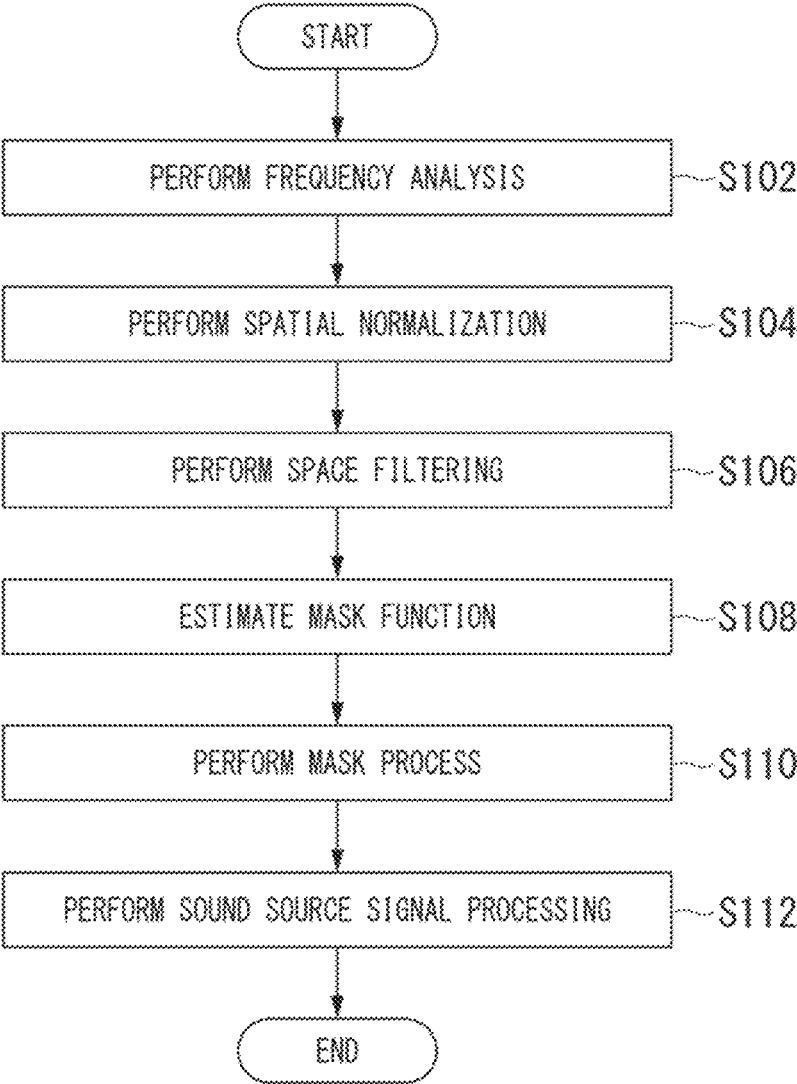 START
PERFORM FREQUENCY ANALYSIS S102
PERFORM SPATIAL NORMALIZATION S104
PERFORM SPACE FILTERING S106
ESTIMATE MASK FUNCTION S108
PERFORM MASK PROCESS S110
PERFORM SOUND SOURCE SIGNAL PROCESSING S112
END